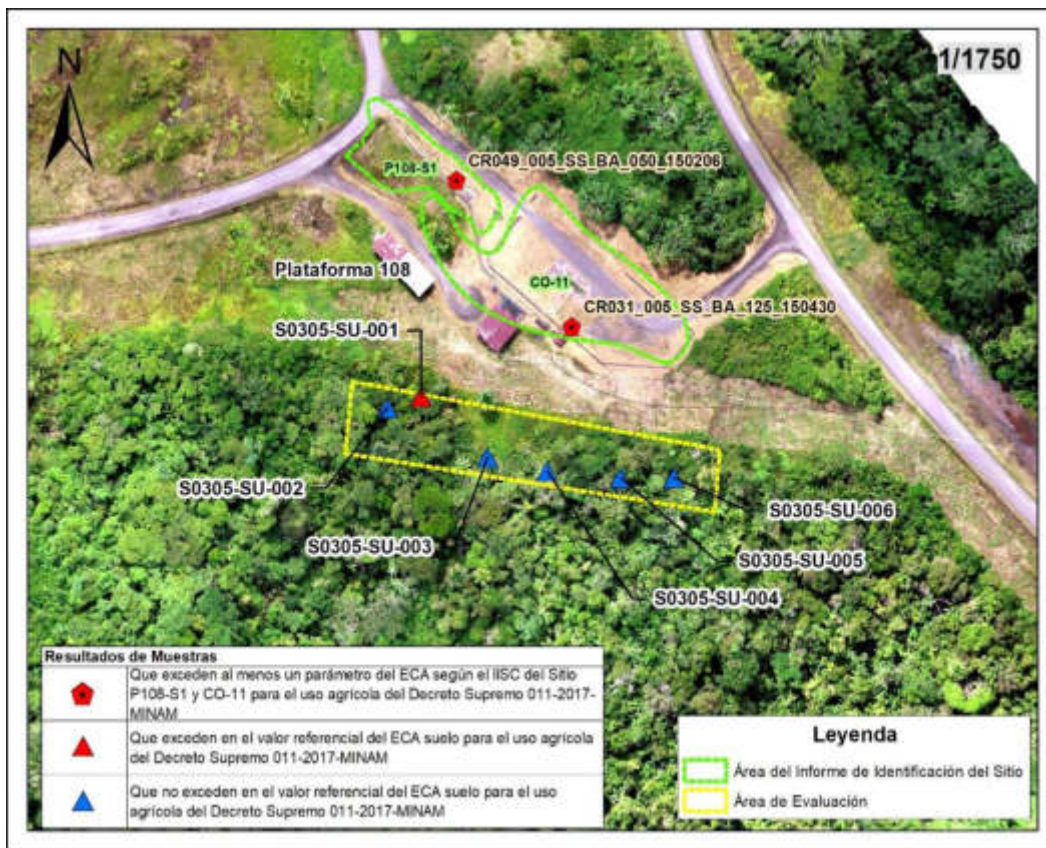 N
1/1750
P108-S1
CR049_005_SS_BA_050_150206
Plataforma 108
CO-11
CR031_005_SS_BA_125_150430
S0305-SU-001
S0305-SU-002
S0305-SU-003
S0305-SU-006
S0305-SU-005
S0305-SU-004
Resultados de Muestras
Que exceden al menos un parámetro del ECA según el IISC del Sitio
P108-S1 y CO-11 para el uso agrícola del Decreto Supremo 011-2017-
MINAM
Que exceden en el valor referencial del ECA suelo para el uso agrícola
del Decreto Supremo 011-2017-MINAM
Que no exceden en el valor referencial del ECA suelo para el uso
agrícola del Decreto Supremo 011-2017-MINAM
Leyenda
Área del Informe de Identificación del Sitio
Área de Evaluación